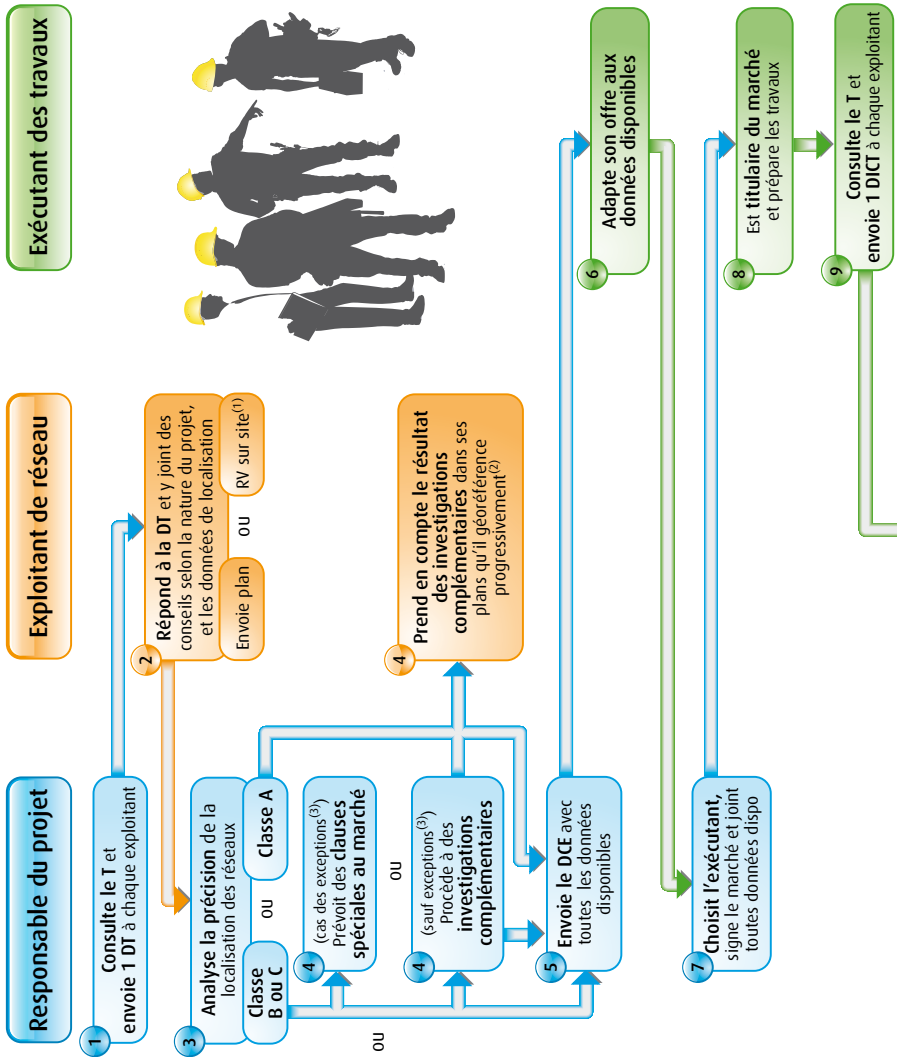 Responsable du projet
Exploitant de réseau
Exécutant des travaux
1
Consulte le T et
envoie 1 DT à chaque exploitant
2
Répond à la DT et y joint des
conseils selon la nature du projet,
et les données de localisation
Envoie plan
ou
RV sur site(1)
3
Analyse la précision de la
localisation des réseaux
Classe
B ou C
ou
Classe A
ou
4
(cas des exceptions(3))
Prévoit des clauses
spéciales au marché
ou
4
(sauf exceptions(3))
Procède à des
investigations
complémentaires
4
Prend en compte le résultat
des investigations
complémentaires dans ses
plans qu'il géoréférence
progressivement(2)
5
Envoie le DCE avec
toutes les données
disponibles
6
Adapte son offre aux
données disponibles
7
Choisit l'exécutant,
signe le marché et joint
toutes données dispo
8
Est titulaire du marché
et prépare les travaux
9
Consulte le T et
envoie 1 DICT à chaque exploitant